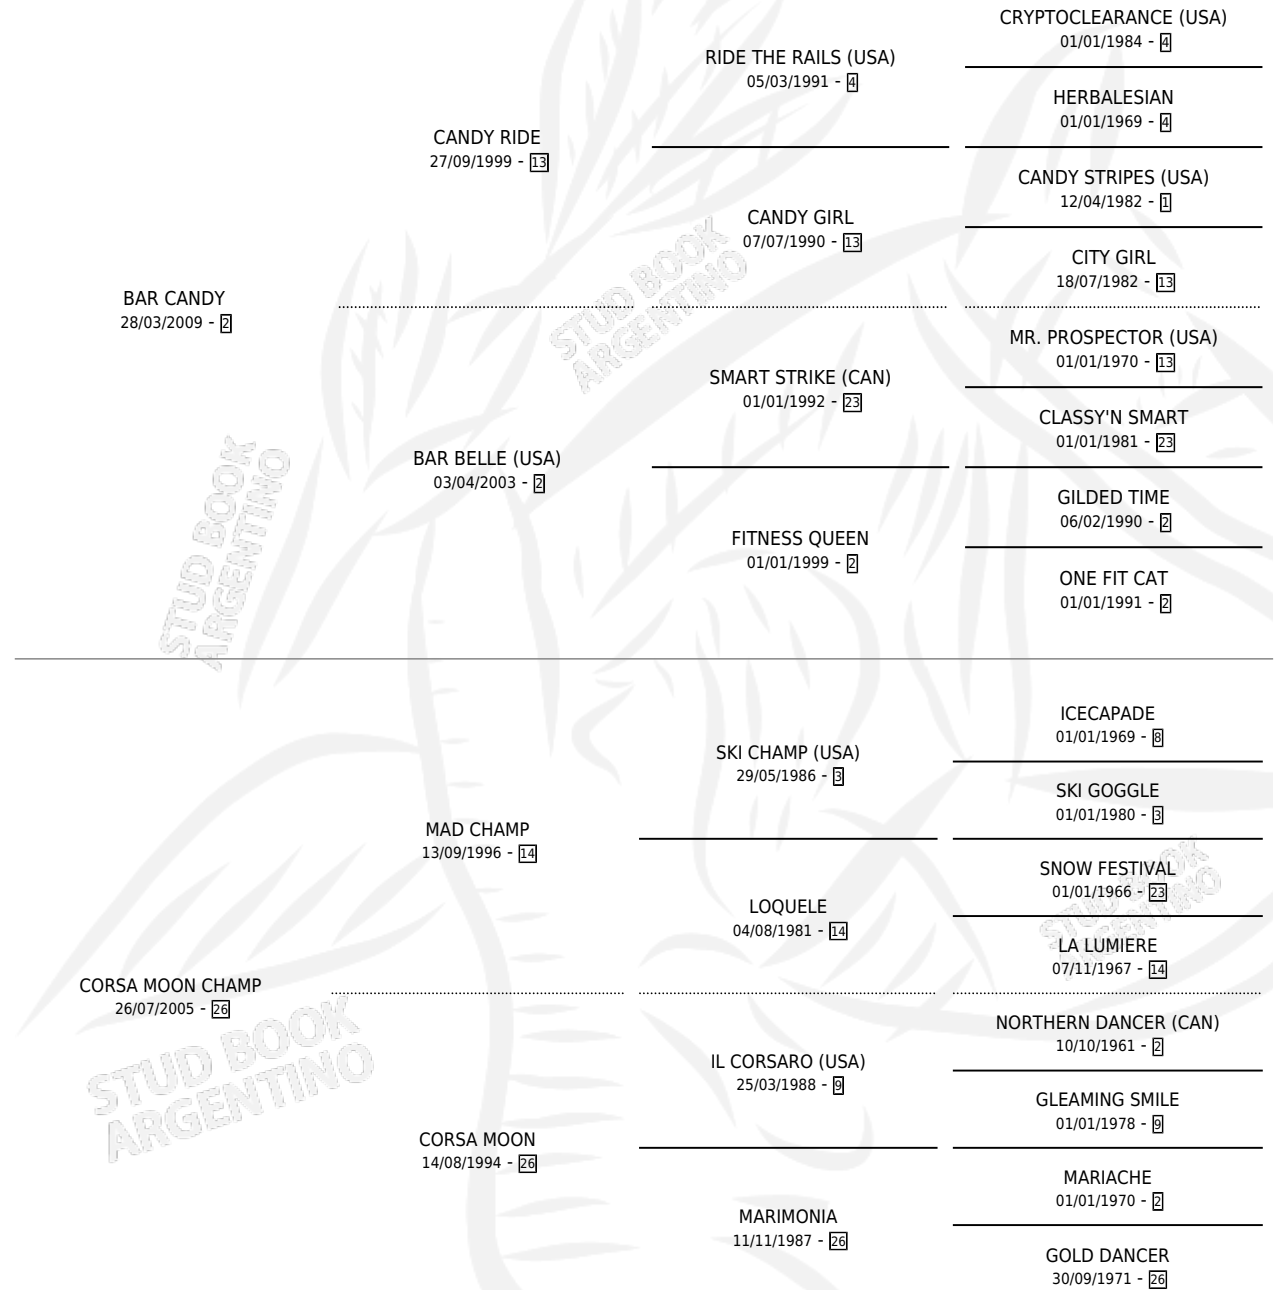 CRYPTOCLEARANCE (USA)
01/01/1984 - 4
RIDE THE RAILS (USA)
05/03/1991 - 4
HERBALESIAN
01/01/1969 - 4
CANDY RIDE
27/09/1999 - 13
CANDY STRIPES (USA)
12/04/1982 - 1
CANDY GIRL
07/07/1990 - 13
CITY GIRL
18/07/1982 - 13
BAR CANDY
28/03/2009 - 2
MR. PROSPECTOR (USA)
01/01/1970 - 13
SMART STRIKE (CAN)
01/01/1992 - 23
CLASSY'N SMART
01/01/1981 - 23
BAR BELLE (USA)
03/04/2003 - 2
GILDED TIME
06/02/1990 - 2
FITNESS QUEEN
01/01/1999 - 2
ONE FIT CAT
01/01/1991 - 2
STUD BOOK
ARGENTINO
STUD BOOK
ARGENTINO
ICECAPADE
01/01/1969 - 8
SKI CHAMP (USA)
29/05/1986 - 3
SKI GOGGLE
01/01/1980 - 3
MAD CHAMP
13/09/1996 - 14
SNOW FESTIVAL
01/01/1966 - 23
LOQUELE
04/08/1981 - 14
LA LUMIERE
07/11/1967 - 14
STUD BOOK
ARGENTINO
CORSA MOON CHAMP
26/07/2005 - 26
NORTHERN DANCER (CAN)
10/10/1961 - 2
IL CORSARO (USA)
25/03/1988 - 9
GLEAMING SMILE
01/01/1978 - 9
CORSA MOON
14/08/1994 - 26
MARIACHE
01/01/1970 - 2
MARIMONIA
11/11/1987 - 26
GOLD DANCER
30/09/1971 - 26
STUD BOOK
ARGENTINO